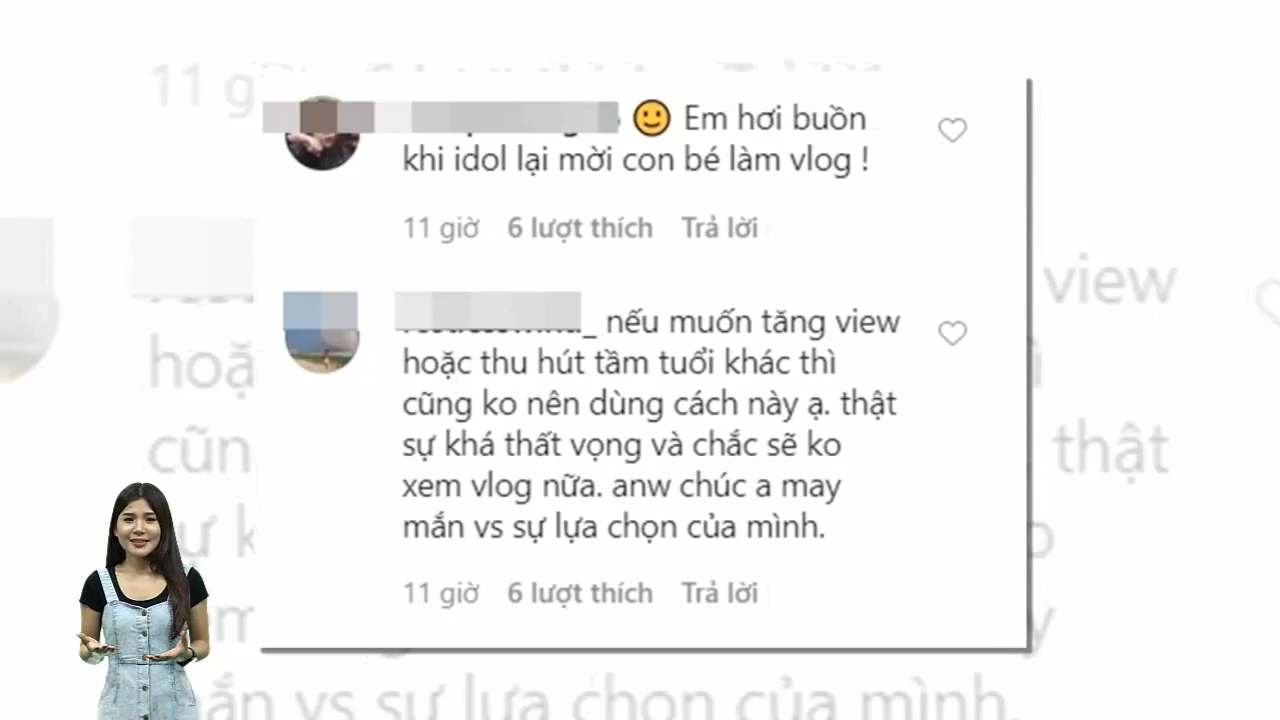 Em hơi buồn
khi idol lại mời con bé làm vlog !
11 giờ 6 lượt thích Trả lời
nếu muốn tăng view
hoặc thu hút tầm tuổi khác thì
cũng ko nên dùng cách này ạ. thật
sự khá thất vọng và chắc sẽ ko
xem vlog nữa. anw chúc a may
mắn vs sự lựa chọn của mình.
11 giờ 6 lượt thích Trả lời